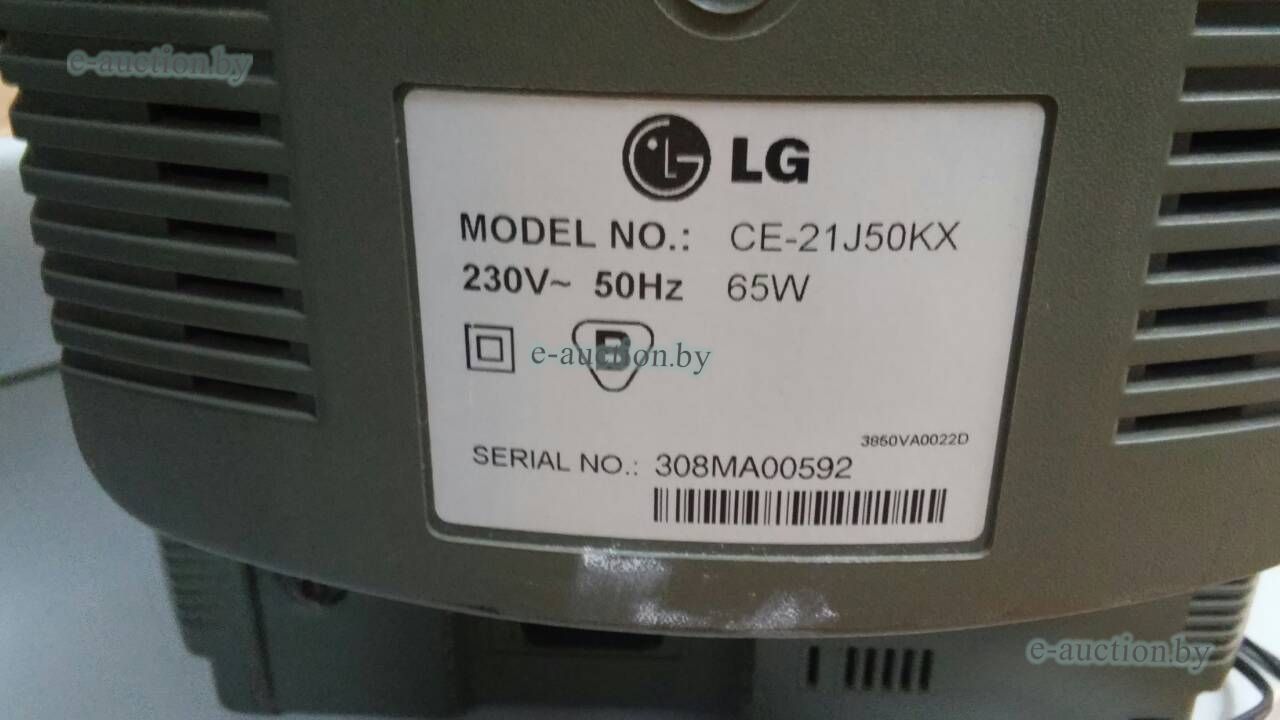 e-auction.by
LG
MODEL NO.: CE-21J50KX
230V~ 50Hz 65W
B
e-auction.by
3850VA0022D
SERIAL NO.: 308MA00592
e-auction.by